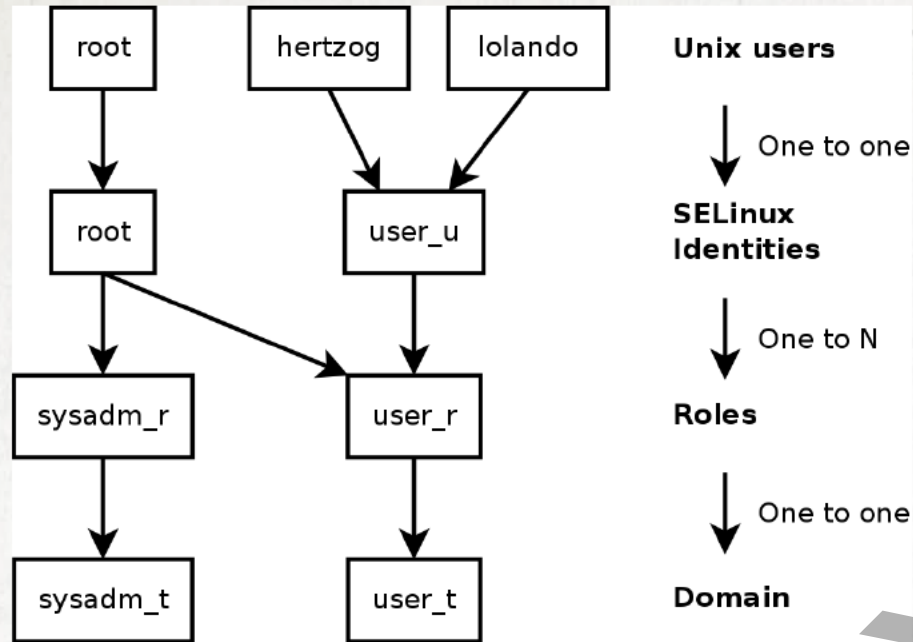 root
hertzog
lolando
Unix users
One to one
root
user_u
SELinux
Identities
One to N
sysadm_r
user_r
Roles
One to one
sysadm_t
user_t
Domain